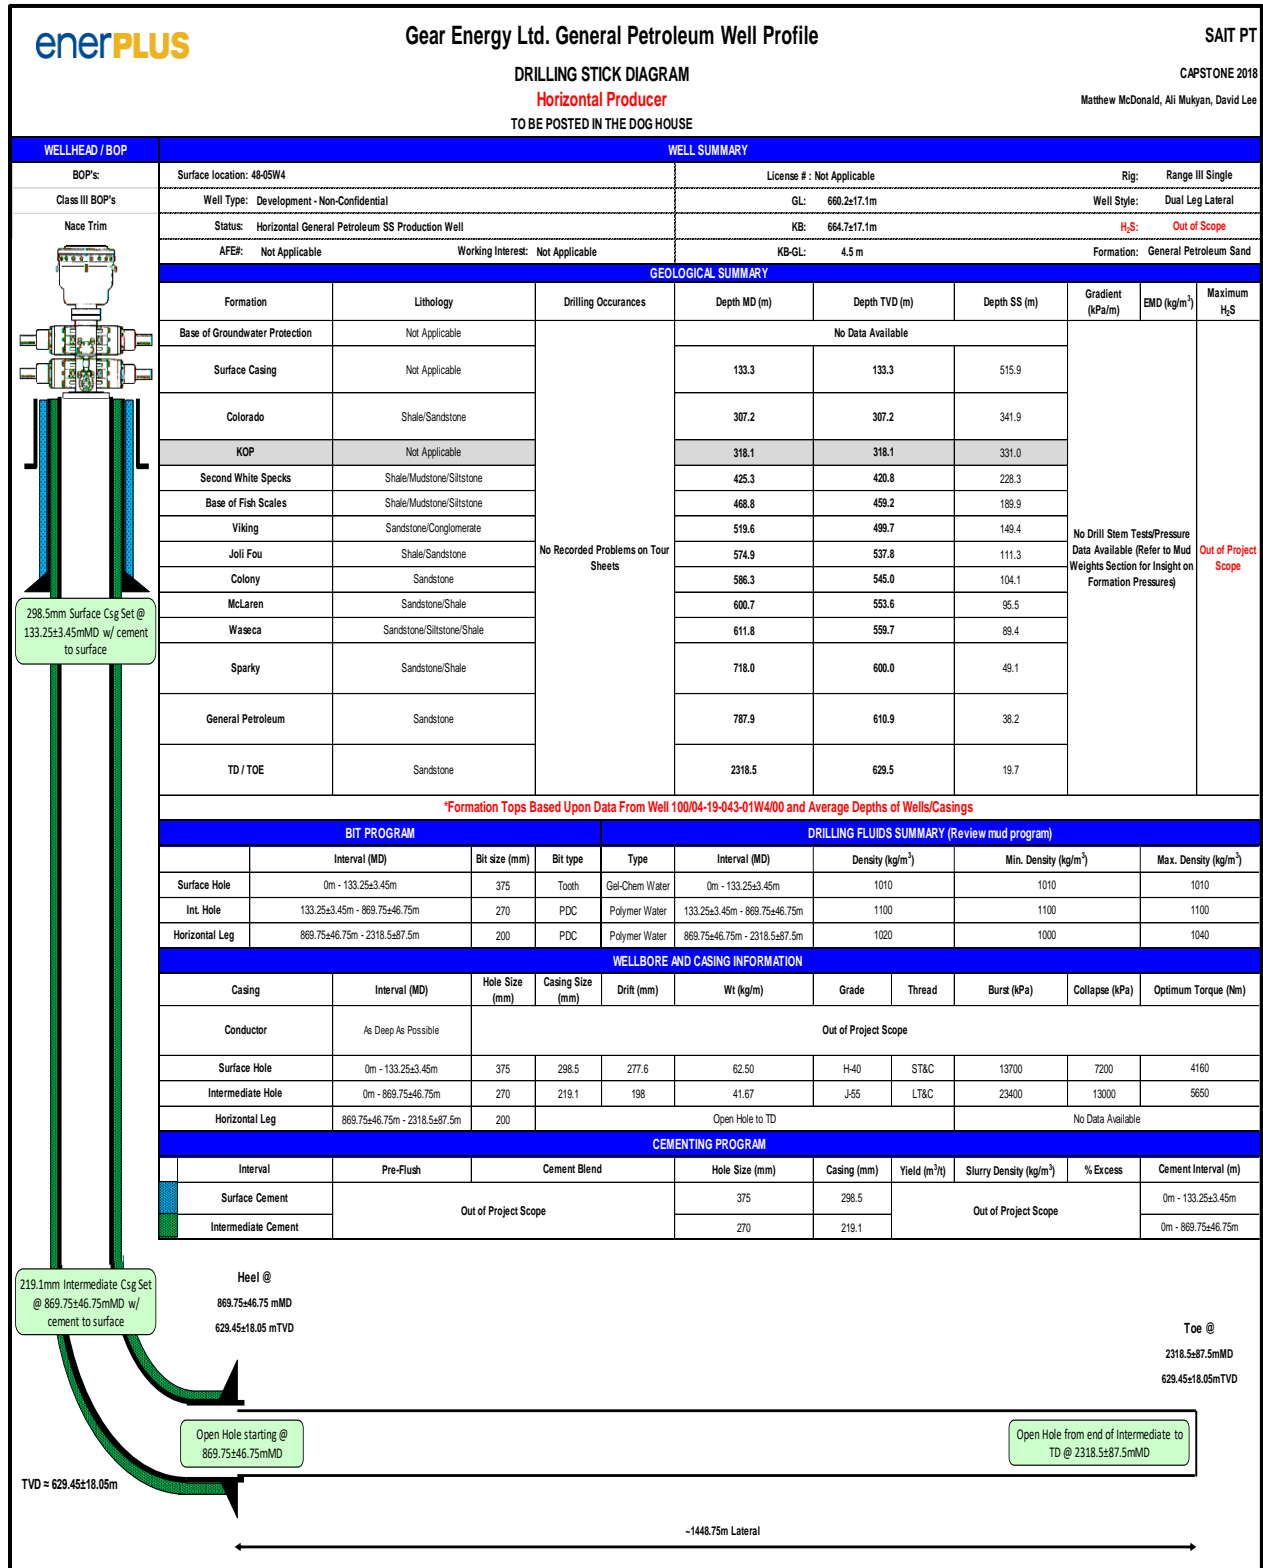 enerPLUS
Gear Energy Ltd. General Petroleum Well Profile
SAIT PT
DRILLING STICK DIAGRAM
CAPSTONE 2018
Horizontal Producer
Matthew McDonald, Ali Mukyan, David Lee
TO BE POSTED IN THE DOG HOUSE
WELLHEAD / BOP
WELL SUMMARY
BOP's:
Surface location: 48-05W4
License # : Not Applicable
Rig: Range III Single
Class III BOP's
Well Type: Development - Non-Confidential
GL: 660.2±17.1m
Well Style: Dual Leg Lateral
Nace Trim
Status: Horizontal General Petroleum SS Production Well
KB: 664.7±17.1m
H₂S: Out of Scope
AFE#: Not Applicable
Working Interest: Not Applicable
KB-GL: 4.5 m
Formation: General Petroleum Sand
GEOLOGICAL SUMMARY
Formation Lithology Drilling Occurances Depth MD (m) Depth TVD (m) Depth SS (m) Gradient (kPa/m) EMD (kg/m³) Maximum H₂S
Base of Groundwater Protection Not Applicable No Data Available
Surface Casing Not Applicable 133.3 133.3 515.9
Colorado Shale/Sandstone 307.2 307.2 341.9
KOP Not Applicable 318.1 318.1 331.0
Second White Specks Shale/Mudstone/Siltstone 425.3 420.8 228.3
Base of Fish Scales Shale/Mudstone/Siltstone 468.8 459.2 189.9
Viking Sandstone/Conglomerate 519.6 499.7 149.4
Joli Fou Shale/Sandstone 574.9 537.8 111.3
Colony Sandstone 586.3 545.0 104.1
McLaren Sandstone/Shale 600.7 553.6 95.5
Waseca Sandstone/Siltstone/Shale 611.8 559.7 89.4
Sparky Sandstone/Shale 718.0 600.0 49.1
General Petroleum Sandstone 787.9 610.9 38.2
TD / TOE Sandstone 2318.5 629.5 19.7
No Recorded Problems on Tour
Sheets
No Drill Stem Tests/Pressure
Data Available (Refer to Mud
Weights Section for Insight on
Formation Pressures)
Out of Project
Scope
298.5mm Surface Csg Set @
133.25±3.45mMD w/ cement
to surface
*Formation Tops Based Upon Data From Well 100/04-19-043-01W4/00 and Average Depths of Wells/Casings
BIT PROGRAM
DRILLING FLUIDS SUMMARY (Review mud program)
Interval (MD) Bit size (mm) Bit type Type Interval (MD) Density (kg/m³) Min. Density (kg/m³) Max. Density (kg/m³)
Surface Hole 0m - 133.25±3.45m 375 Tooth Gel-Chem Water 0m - 133.25±3.45m 1010 1010 1010
Int. Hole 133.25±3.45m - 869.75±46.75m 270 PDC Polymer Water 133.25±3.45m - 869.75±46.75m 1100 1100 1100
Horizontal Leg 869.75±46.75m - 2318.5±87.5m 200 PDC Polymer Water 869.75±46.75m - 2318.5±87.5m 1020 1000 1040
WELLBORE AND CASING INFORMATION
Casing Interval (MD) Hole Size (mm) Casing Size (mm) Drift (mm) Wt (kg/m) Grade Thread Burst (kPa) Collapse (kPa) Optimum Torque (Nm)
Conductor As Deep As Possible Out of Project Scope
Surface Hole 0m - 133.25±3.45m 375 298.5 277.6 62.50 H-40 ST&C 13700 7200 4160
Intermediate Hole 0m - 869.75±46.75m 270 219.1 198 41.67 J-55 LT&C 23400 13000 5650
Horizontal Leg 869.75±46.75m - 2318.5±87.5m 200 Open Hole to TD No Data Available
CEMENTING PROGRAM
Interval Pre-Flush Cement Blend Hole Size (mm) Casing (mm) Yield (m³/t) Slurry Density (kg/m³) % Excess Cement Interval (m)
Surface Cement 375 298.5 0m - 133.25±3.45m
Out of Project Scope Out of Project Scope
Intermediate Cement 270 219.1 0m - 869.75±46.75m
219.1mm Intermediate Csg Set
@ 869.75±46.75mMD w/
cement to surface
Heel @
869.75±46.75 mMD
629.45±18.05 mTVD
Toe @
2318.5±87.5mMD
629.45±18.05mTVD
Open Hole starting @
869.75±46.75mMD
Open Hole from end of Intermediate to
TD @ 2318.5±87.5mMD
TVD ≈ 629.45±18.05m
~1448.75m Lateral